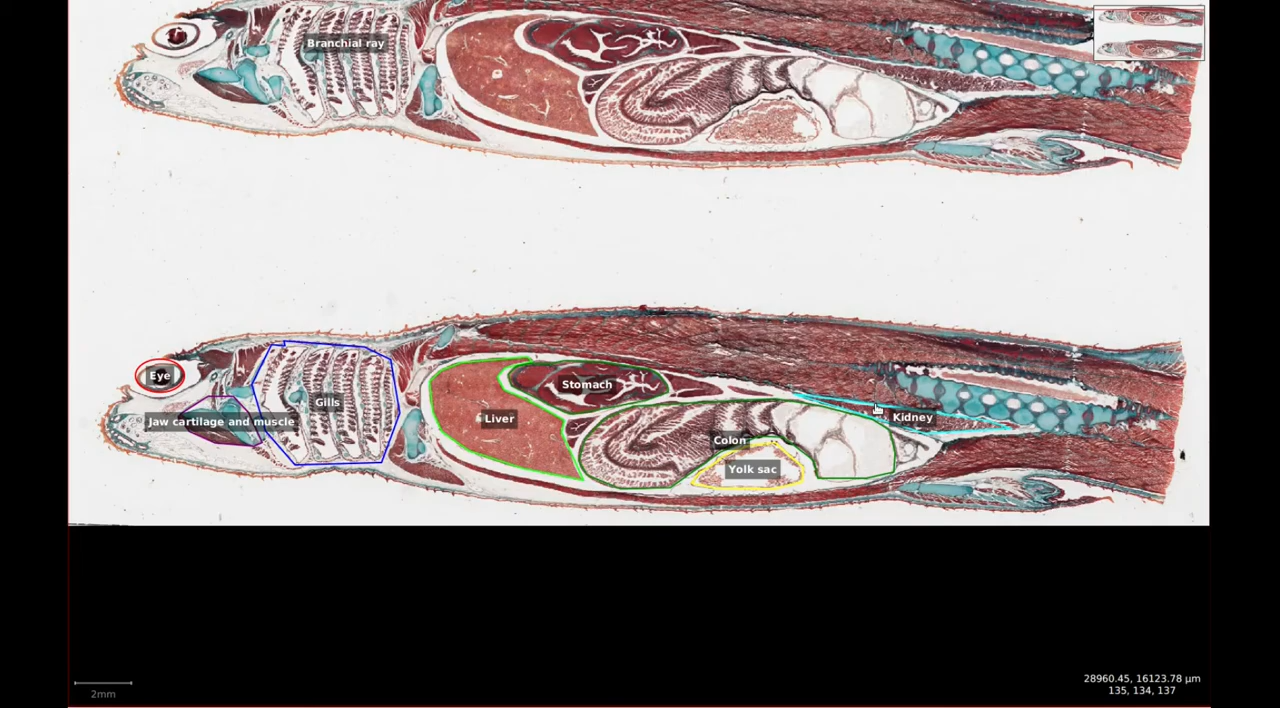 Branchial ray
Eye
Stomach
Gills
Jaw cartilage and muscle
Liver
Kidney
Colon
Yolk sac
2mm
28960.45, 16123.78 µm
135, 134, 137